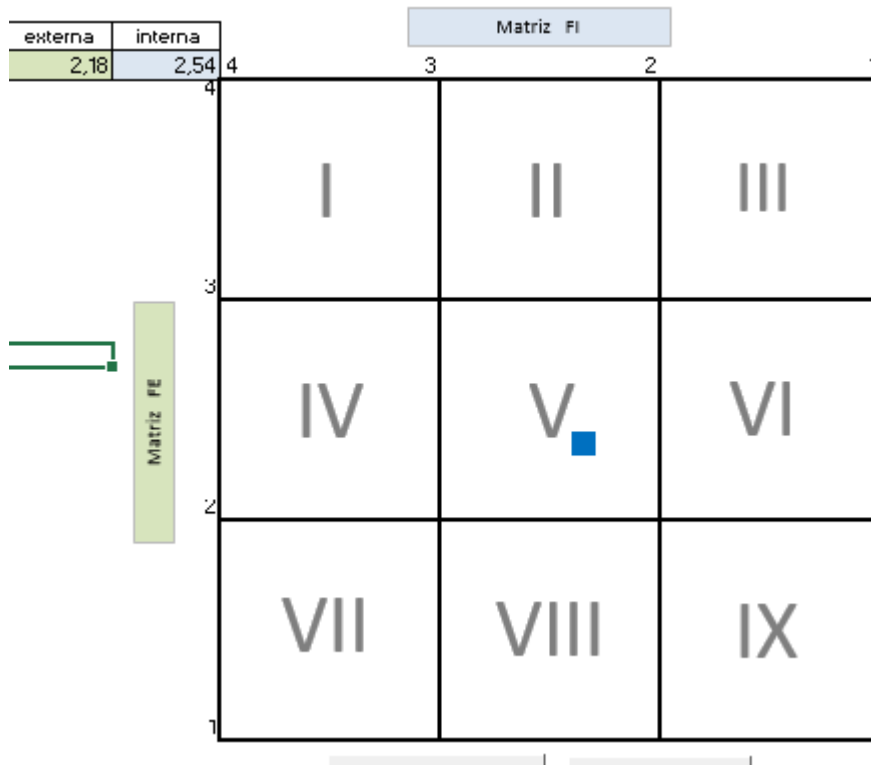 Matriz FI
externa interna
2,18 2,54 4 3 2
4
I II III
3
Matriz FE
IV V VI
2
VII VIII IX
1